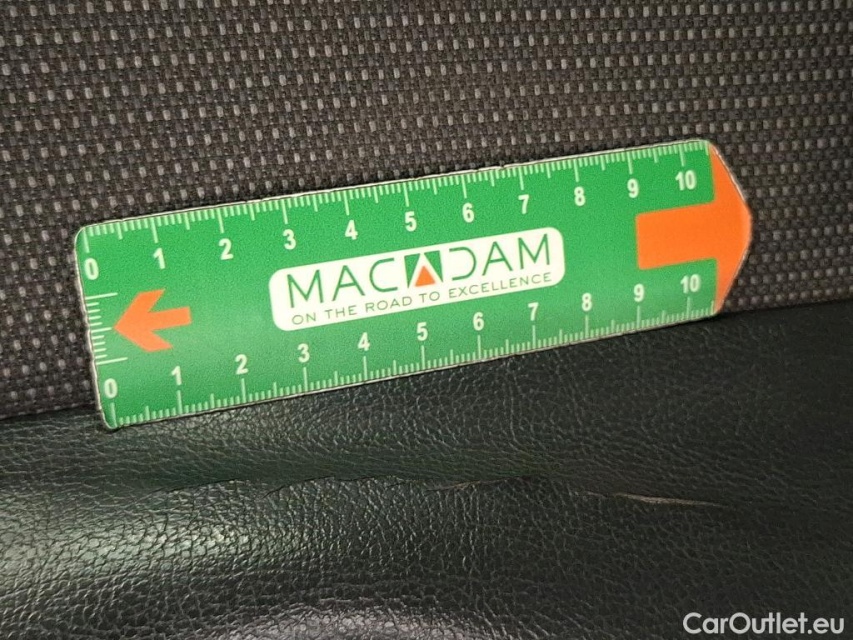 0 1 2 3 4 5 6 7 8 9 10
MACADAM
ON THE ROAD TO EXCELLENCE
0 1 2 3 4 5 6 7 8 9 10
CarOutlet.eu